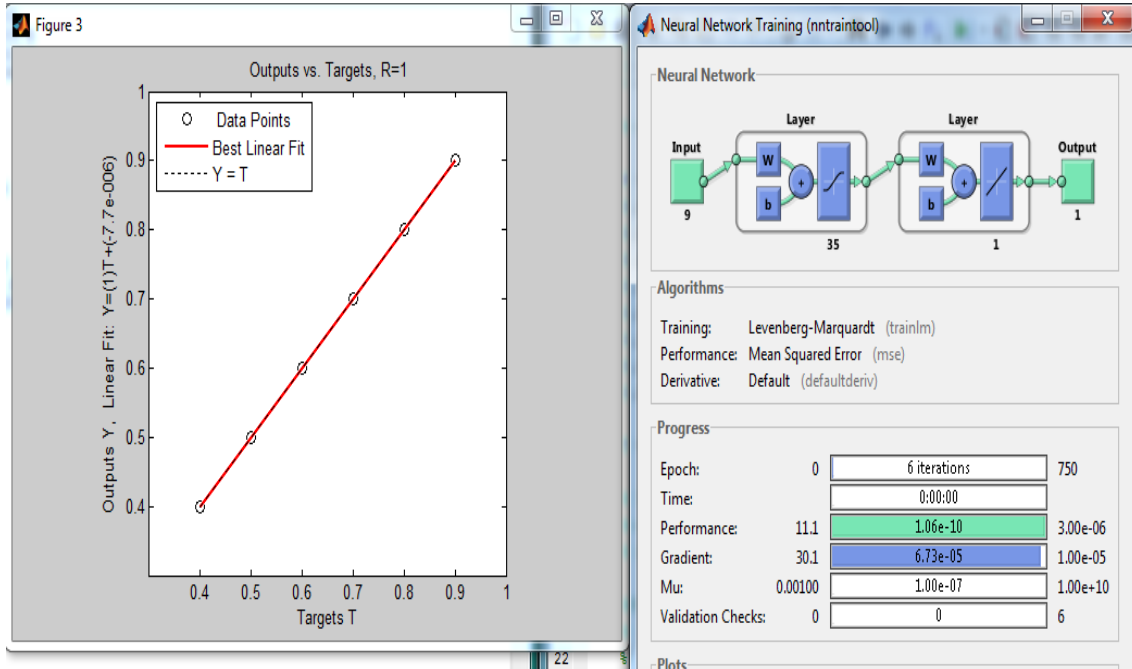 Figure 3
Outputs vs. Targets, R=1
Data Points
Best Linear Fit
Y = T
Outputs Y, Linear Fit: Y=(1)T+(-7.7e-006)
1
0.9
0.8
0.7
0.6
0.5
0.4
0.4 0.5 0.6 0.7 0.8 0.9 1
Targets T
22
Neural Network Training (nntraintool)
Neural Network
Layer Layer
Input Output
W W
+ +
b b
9 35 1 1
Algorithms
Training: Levenberg-Marquardt (trainlm)
Performance: Mean Squared Error (mse)
Derivative: Default (defaultderiv)
Progress
Epoch: 0 6 iterations 750
Time: 0:00:00
Performance: 11.1 1.06e-10 3.00e-06
Gradient: 30.1 6.73e-05 1.00e-05
Mu: 0.00100 1.00e-07 1.00e+10
Validation Checks: 0 0 6
Plots